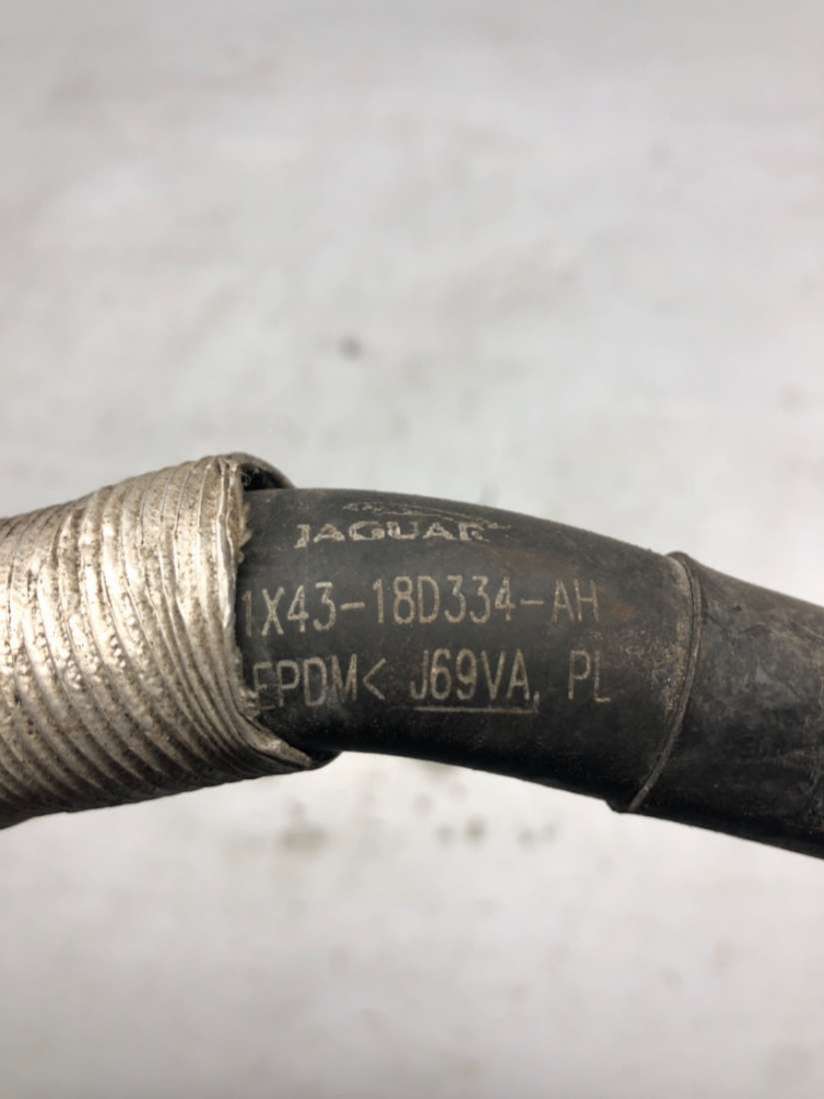 JAGUAR
1X43-18D334-AH
EPDM< J69VA, PL